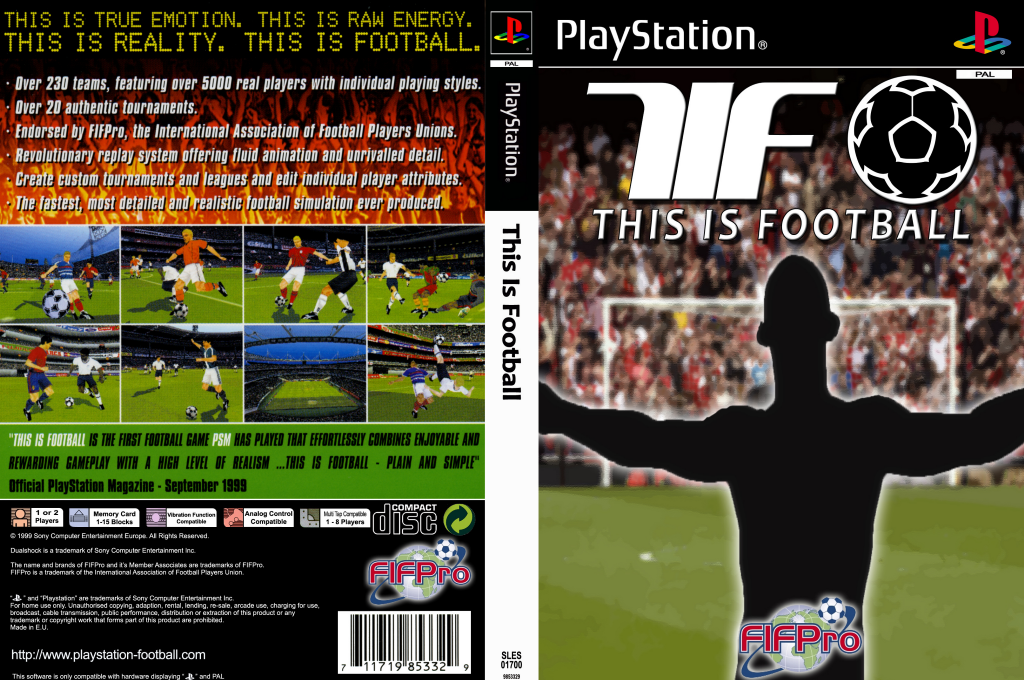 THIS IS TRUE EMOTION. THIS IS RAW ENERGY.
THIS IS REALITY. THIS IS FOOTBALL.
· Over 230 teams, featuring over 5000 real players with individual playing styles.
· Over 20 authentic tournaments.
· Endorsed by FIFPro, the International Association of Football Players Unions.
· Revolutionary replay system offering fluid animation and unrivalled detail.
· Create custom tournaments and leagues and edit individual player attributes.
· The fastest, most detailed and realistic football simulation ever produced.
"THIS IS FOOTBALL IS THE FIRST FOOTBALL GAME PSM HAS PLAYED THAT EFFORTLESSLY COMBINES ENJOYABLE AND
REWARDING GAMEPLAY WITH A HIGH LEVEL OF REALISM ...THIS IS FOOTBALL - PLAIN AND SIMPLE"
Official PlayStation Magazine - September 1999
1 or 2
Players
Memory Card
1-15 Blocks
Vibration Function
Compatible
Analog Control
Compatible
Multi Tap Compatible
1 - 8 Players
COMPACT
disc
© 1999 Sony Computer Entertainment Europe. All Rights Reserved.
Dualshock is a trademark of Sony Computer Entertainment Inc.
The name and brands of FIFPro and it's Member Associates are trademarks of FIFPro.
FIFPro is a trademark of the International Association of Football Players Union.
FIFPro
" " and "Playstation" are trademarks of Sony Computer Entertainment Inc.
For home use only. Unauthorised copying, adaption, rental, lending, re-sale, arcade use, charging for use,
broadcast, cable transmission, public performance, distribution or extraction of this product or any
trademark or copyright work that forms part of this product are prohibited.
Made in E.U.
http://www.playstation-football.com
7 11719 85332 9
This software is only compatible with hardware displaying " " and PAL
PAL
PlayStation®
This Is Football
SLES
01700
9853329
PlayStation®
PAL
TIF
THIS IS FOOTBALL
FIFPro